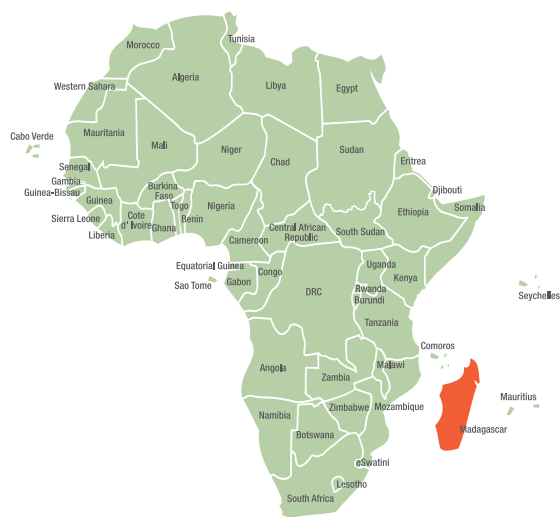 Tunisia
Morocco
Algeria
Libya
Egypt
Western Sahara
Mauritania
Cabo Verde
Mali
Niger
Chad
Sudan
Eritrea
Senegal
Gambia
Guinea-Bissau
Guinea
Burkina
Faso
Togo
Benin
Nigeria
Djibouti
Somalia
Ethiopia
Sierra Leone
Cote
d' Ivoire
Ghana
Liberia
Central African
Republic
South Sudan
Cameroon
Equatorial Guinea
Sao Tome
Gabon
Congo
DRC
Uganda
Kenya
Rwanda
Burundi
Seychelles
Tanzania
Comoros
Angola
Zambia
Malawi
Mauritius
Namibia
Zimbabwe
Mozambique
Madagascar
Botswana
eSwatini
Lesotho
South Africa